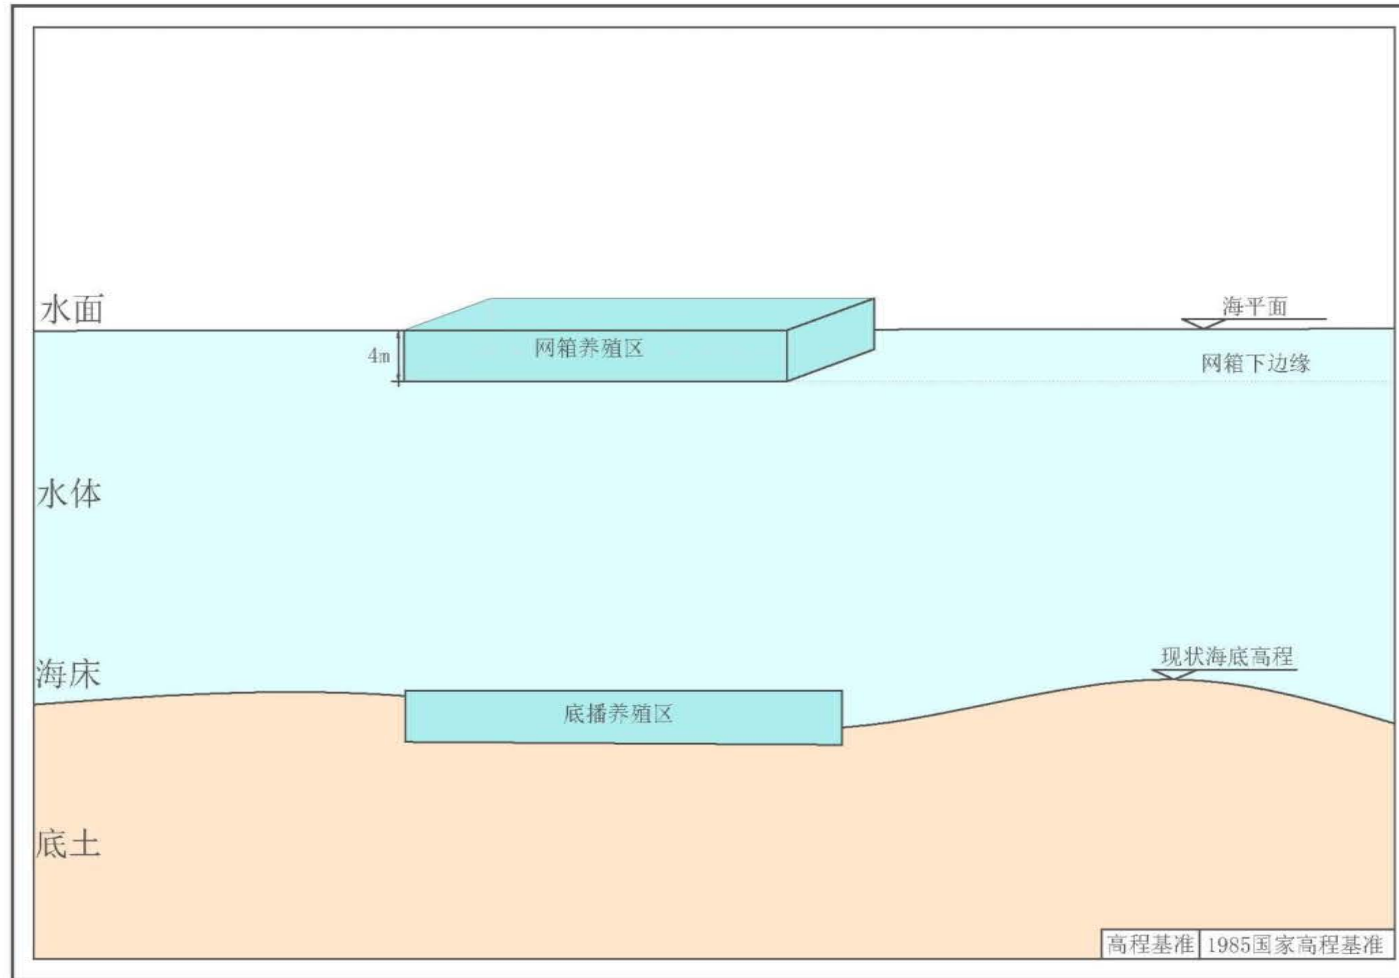 水面
海平面
4m
网箱养殖区
网箱下边缘
水体
现状海底高程
海床
底播养殖区
底土
高程基准 1985国家高程基准